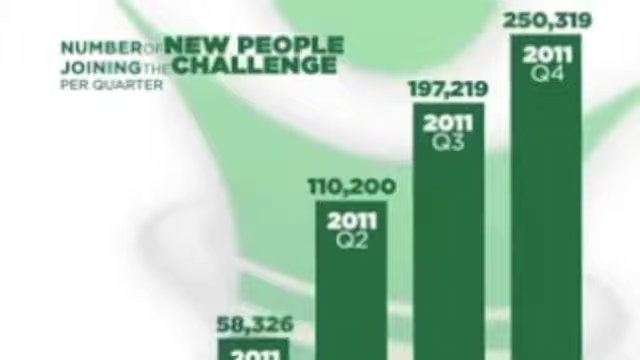 NUMBER OF NEW PEOPLE
JOINING THE CHALLENGE
PER QUARTER
250,319
2011
Q4
197,219
2011
Q3
110,200
2011
Q2
58,326
2011